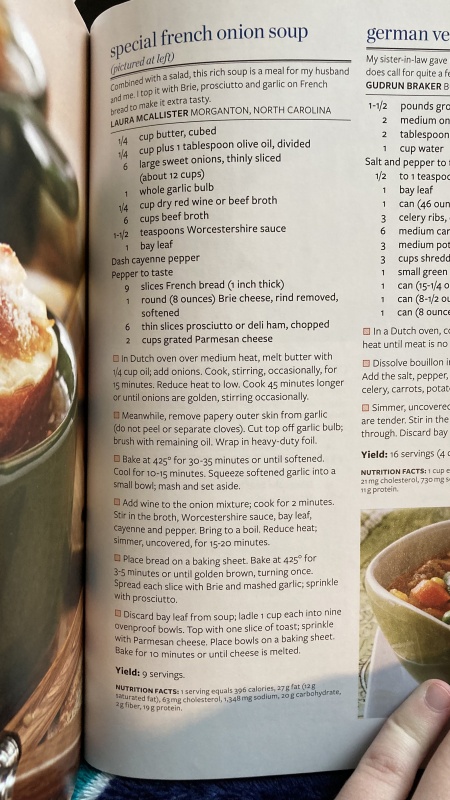 special french onion soup
(pictured at left)
Combined with a salad, this rich soup is a meal for my husband
and me. I top it with Brie, prosciutto and garlic on French
bread to make it extra tasty.
LAURA MCALLISTER MORGANTON, NORTH CAROLINA
1/4 cup butter, cubed
1/4 cup plus 1 tablespoon olive oil, divided
6 large sweet onions, thinly sliced
(about 12 cups)
1 whole garlic bulb
1/4 cup dry red wine or beef broth
6 cups beef broth
1-1/2 teaspoons Worcestershire sauce
1 bay leaf
Dash cayenne pepper
Pepper to taste
9 slices French bread (1 inch thick)
1 round (8 ounces) Brie cheese, rind removed,
softened
6 thin slices prosciutto or deli ham, chopped
2 cups grated Parmesan cheese
In Dutch oven over medium heat, melt butter with
1/4 cup oil; add onions. Cook, stirring, occasionally, for
15 minutes. Reduce heat to low. Cook 45 minutes longer
or until onions are golden, stirring occasionally.
Meanwhile, remove papery outer skin from garlic
(do not peel or separate cloves). Cut top off garlic bulb;
brush with remaining oil. Wrap in heavy-duty foil.
Bake at 425° for 30-35 minutes or until softened.
Cool for 10-15 minutes. Squeeze softened garlic into a
small bowl; mash and set aside.
Add wine to the onion mixture; cook for 2 minutes.
Stir in the broth, Worcestershire sauce, bay leaf,
cayenne and pepper. Bring to a boil. Reduce heat;
simmer, uncovered, for 15-20 minutes.
Place bread on a baking sheet. Bake at 425° for
3-5 minutes or until golden brown, turning once.
Spread each slice with Brie and mashed garlic; sprinkle
with prosciutto.
Discard bay leaf from soup; ladle 1 cup each into nine
ovenproof bowls. Top with one slice of toast; sprinkle
with Parmesan cheese. Place bowls on a baking sheet.
Bake for 10 minutes or until cheese is melted.
Yield: 9 servings.
NUTRITION FACTS: 1 serving equals 396 calories, 27 g fat (12 g
saturated fat), 63 mg cholesterol, 1,348 mg sodium, 20 g carbohydrate,
2 g fiber, 19 g protein.
german ve
My sister-in-law gave
does call for quite a fe
GUDRUN BRAKER B
1-1/2 pounds gro
2 medium on
2 tablespoon
1 cup water
Salt and pepper to
1/2 to 1 teaspoo
1 bay leaf
1 can (46 oun
3 celery ribs,
6 medium car
3 medium pot
3 cups shredd
1 small green
1 can (15-1/4 o
1 can (8-1/2 ou
1 can (8 ounce
In a Dutch oven, co
heat until meat is no
Dissolve bouillon i
Add the salt, pepper,
celery, carrots, potat
Simmer, uncovered
are tender. Stir in the
through. Discard bay
Yield: 16 servings (4 q
NUTRITION FACTS: 1 cup e
21 mg cholesterol, 730 mg s
11 g protein.